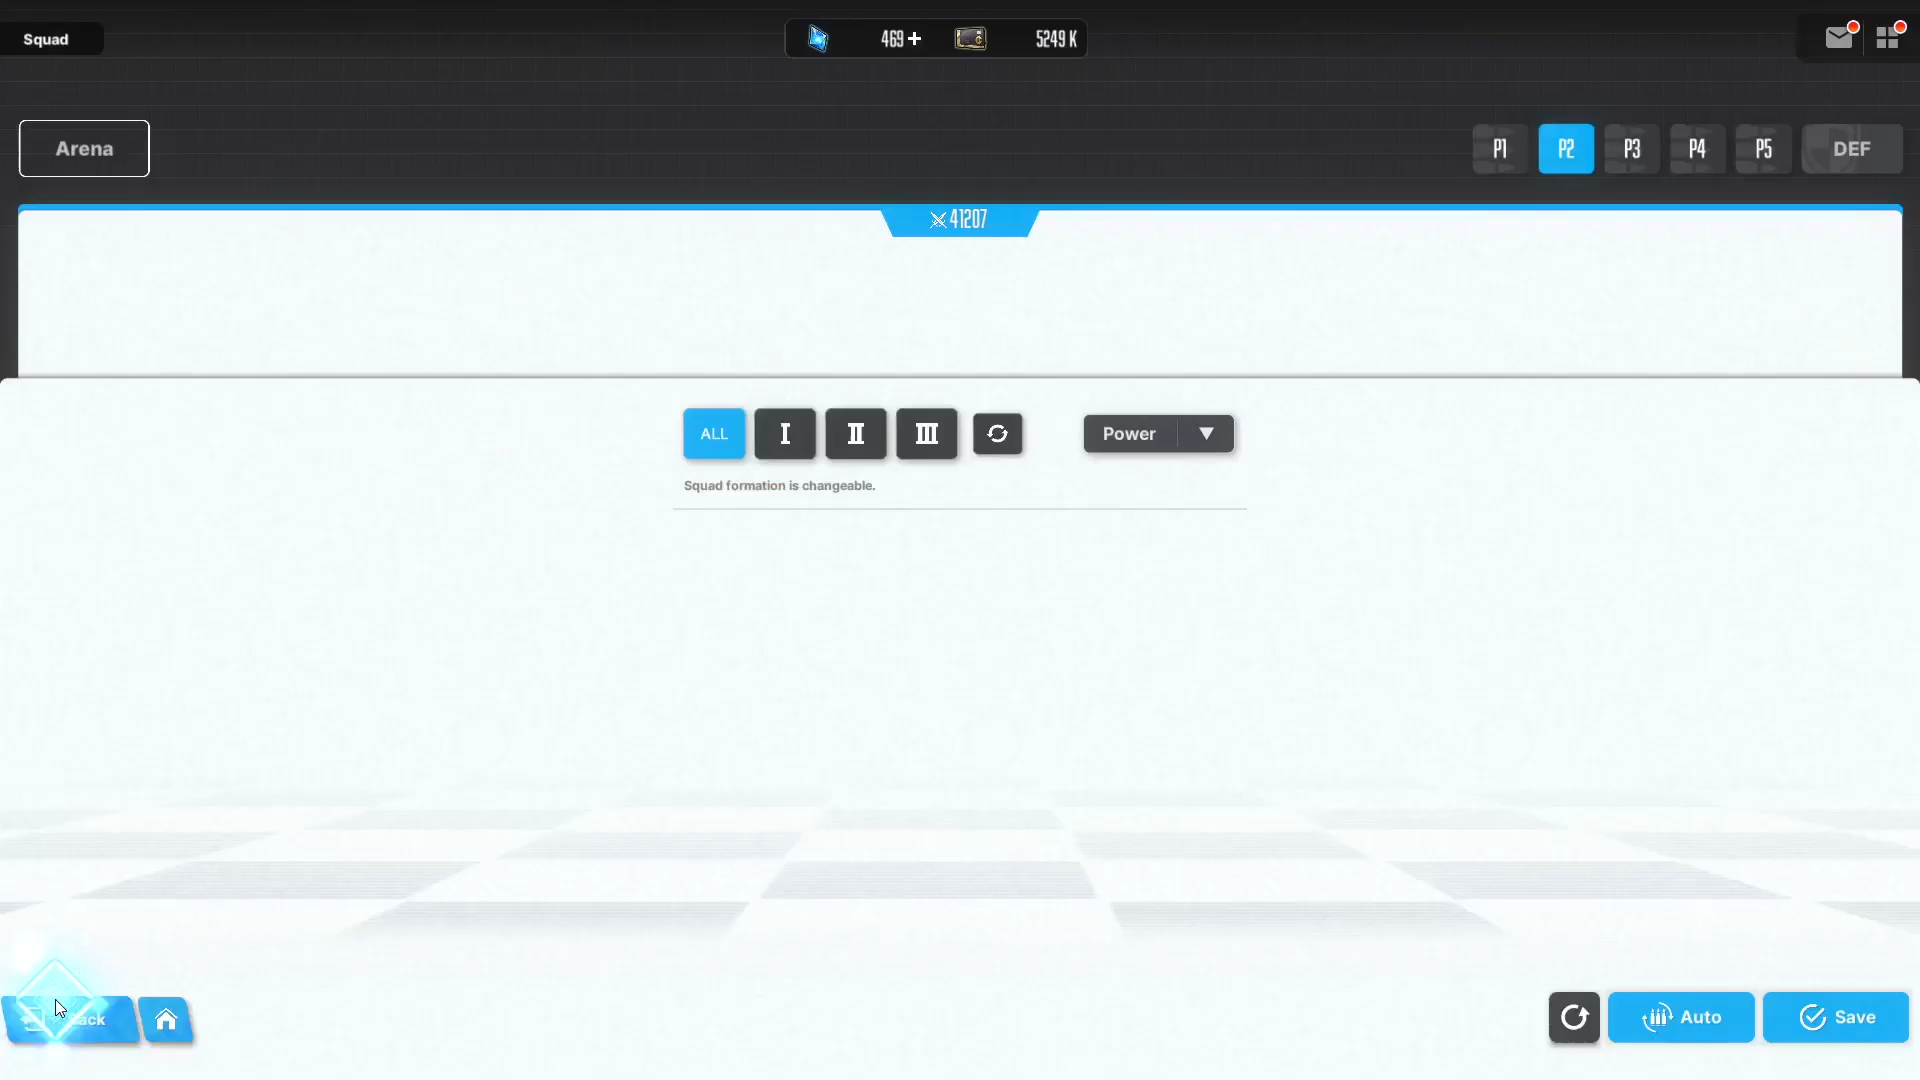 Squad
469+
5249 K
Arena
P1
P2
P3
P4
P5
DEF
41207
ALL
I
II
III
Power
Squad formation is changeable.
Back
Auto
Save